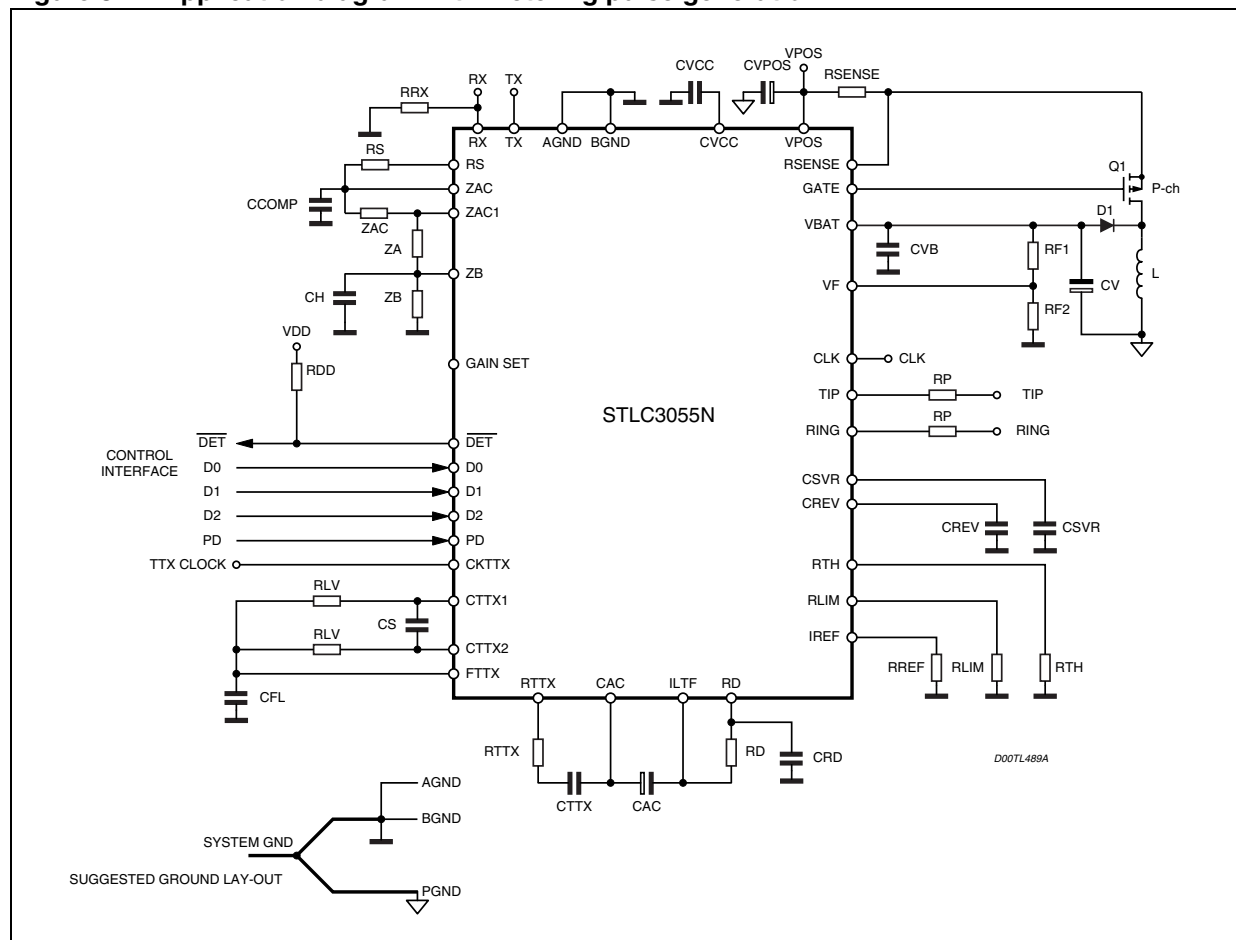 VPOS
RX TX CVCC CVPOS RSENSE
RRX
RX TX AGND BGND CVCC VPOS
RS RS RSENSE
Q1
ZAC GATE P-ch
CCOMP
ZAC ZAC1 D1
VBAT
ZA CVB RF1
ZB L
CH ZB VF CV
RF2
VDD
RDD GAIN SET CLK CLK
RP
TIP TIP
STLC3055N
RP
RING RING
DET DET
CONTROL
INTERFACE
D0 D0
CSVR
D1 D1
CREV
D2 D2
CREV CSVR
PD PD
TTX CLOCK CKTTX RTH
RLV CTTX1 RLIM
CS
RLV IREF
CTTX2
FTTX RREF RLIM RTH
RTTX CAC ILTF RD
CFL
RTTX RD CRD
D00TL489A
AGND
CTTX CAC
BGND
SYSTEM GND
SUGGESTED GROUND LAY-OUT
PGND